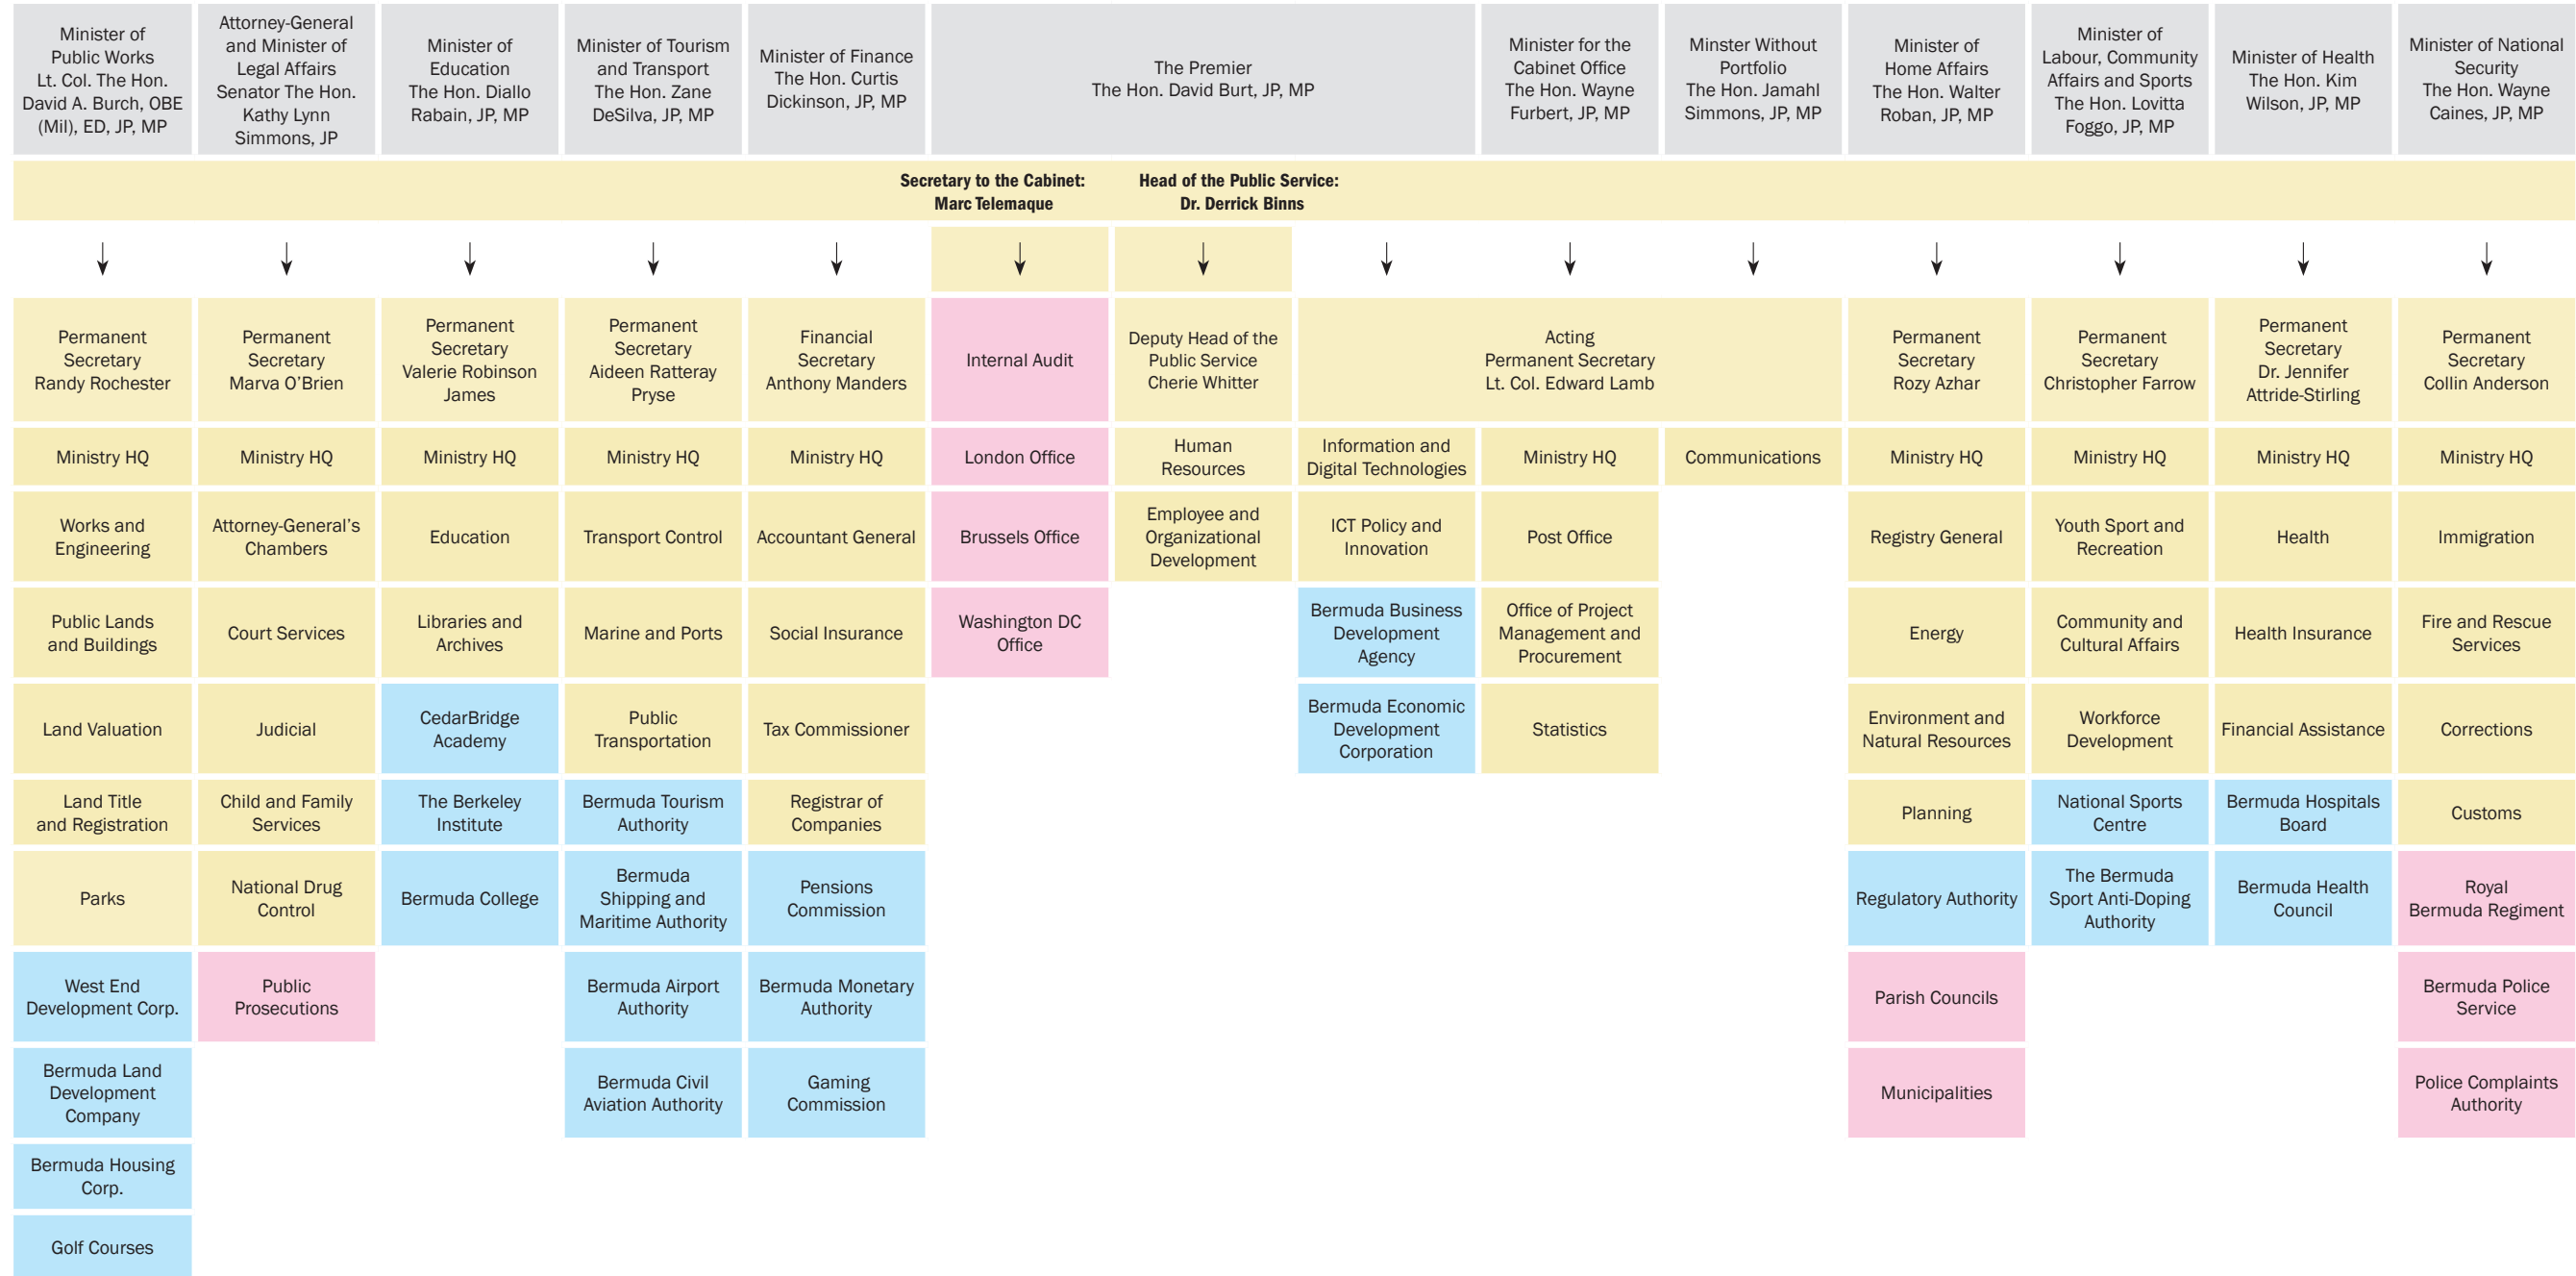 Minister of
Public Works
Lt. Col. The Hon.
David A. Burch, OBE
(Mil), ED, JP, MP
Attorney-General
and Minister of
Legal Affairs
Senator The Hon.
Kathy Lynn
Simmons, JP
Minister of
Education
The Hon. Diallo
Rabain, JP, MP
Minister of Tourism
and Transport
The Hon. Zane
DeSilva, JP, MP
Minister of Finance
The Hon. Curtis
Dickinson, JP, MP
The Premier
The Hon. David Burt, JP, MP
Minister for the
Cabinet Office
The Hon. Wayne
Furbert, JP, MP
Minster Without
Portfolio
The Hon. Jamahl
Simmons, JP, MP
Minister of
Home Affairs
The Hon. Walter
Roban, JP, MP
Minister of
Labour, Community
Affairs and Sports
The Hon. Lovitta
Foggo, JP, MP
Minister of Health
The Hon. Kim
Wilson, JP, MP
Minister of National
Security
The Hon. Wayne
Caines, JP, MP
Secretary to the Cabinet:
Marc Telemaque
Head of the Public Service:
Dr. Derrick Binns
Permanent
Secretary
Randy Rochester
Permanent
Secretary
Marva O’Brien
Permanent
Secretary
Valerie Robinson
James
Permanent
Secretary
Aideen Ratteray
Pryse
Financial
Secretary
Anthony Manders
Internal Audit
Deputy Head of the
Public Service
Cherie Whitter
Acting
Permanent Secretary
Lt. Col. Edward Lamb
Permanent
Secretary
Rozy Azhar
Permanent
Secretary
Christopher Farrow
Permanent
Secretary
Dr. Jennifer
Attride-Stirling
Permanent
Secretary
Collin Anderson
Ministry HQ
Ministry HQ
Ministry HQ
Ministry HQ
Ministry HQ
London Office
Human
Resources
Information and
Digital Technologies
Ministry HQ
Communications
Ministry HQ
Ministry HQ
Ministry HQ
Ministry HQ
Works and
Engineering
Attorney-General’s
Chambers
Education
Transport Control
Accountant General
Brussels Office
Employee and
Organizational
Development
ICT Policy and
Innovation
Post Office
Registry General
Youth Sport and
Recreation
Health
Immigration
Public Lands
and Buildings
Court Services
Libraries and
Archives
Marine and Ports
Social Insurance
Washington DC
Office
Bermuda Business
Development
Agency
Office of Project
Management and
Procurement
Energy
Community and
Cultural Affairs
Health Insurance
Fire and Rescue
Services
Land Valuation
Judicial
CedarBridge
Academy
Public
Transportation
Tax Commissioner
Bermuda Economic
Development
Corporation
Statistics
Environment and
Natural Resources
Workforce
Development
Financial Assistance
Corrections
Land Title
and Registration
Child and Family
Services
The Berkeley
Institute
Bermuda Tourism
Authority
Registrar of
Companies
Planning
National Sports
Centre
Bermuda Hospitals
Board
Customs
Parks
National Drug
Control
Bermuda College
Bermuda
Shipping and
Maritime Authority
Pensions
Commission
Regulatory Authority
The Bermuda
Sport Anti-Doping
Authority
Bermuda Health
Council
Royal
Bermuda Regiment
West End
Development Corp.
Public
Prosecutions
Bermuda Airport
Authority
Bermuda Monetary
Authority
Parish Councils
Bermuda Police
Service
Bermuda Land
Development
Company
Bermuda Civil
Aviation Authority
Gaming
Commission
Municipalities
Police Complaints
Authority
Bermuda Housing
Corp.
Golf Courses